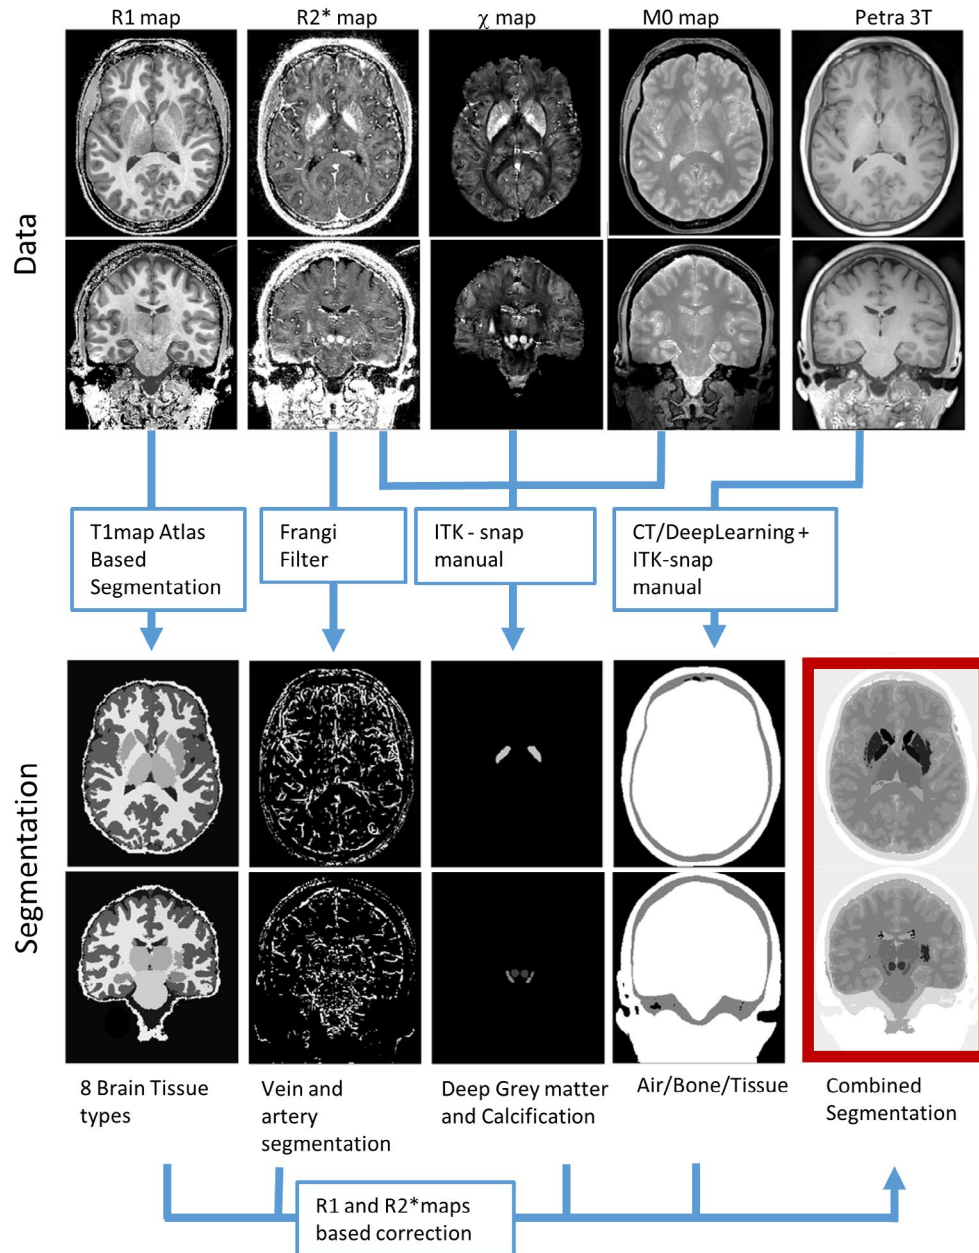 R1 map
R2* map
χ map
M0 map
Petra 3T
Data
T1map Atlas
Based
Segmentation
Frangi
Filter
ITK - snap
manual
CT/DeepLearning +
ITK-snap
manual
Segmentation
8 Brain Tissue
types
Vein and
artery
segmentation
Deep Grey matter
and Calcification
Air/Bone/Tissue
Combined
Segmentation
R1 and R2*maps
based correction